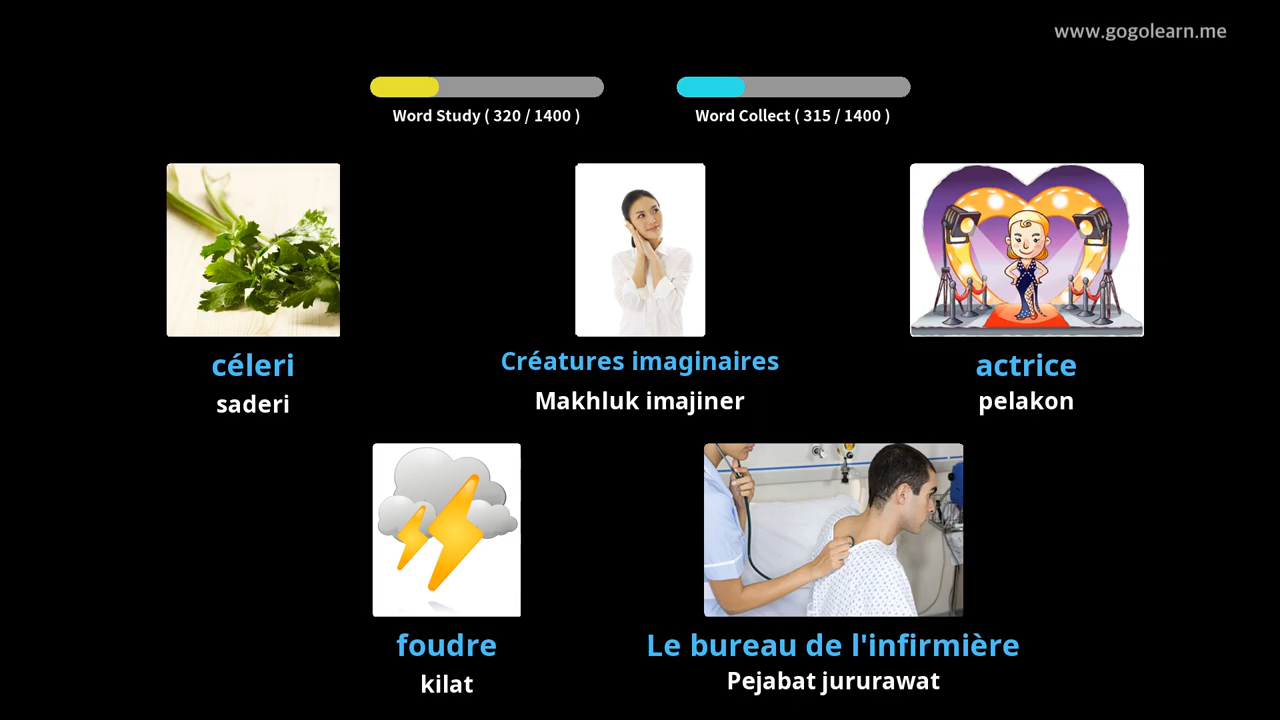 www.gogolearn.me
Word Study ( 320 / 1400 )
Word Collect ( 315 / 1400 )
céleri
saderi
Créatures imaginaires
Makhluk imajiner
actrice
pelakon
foudre
kilat
Le bureau de l'infirmière
Pejabat jururawat